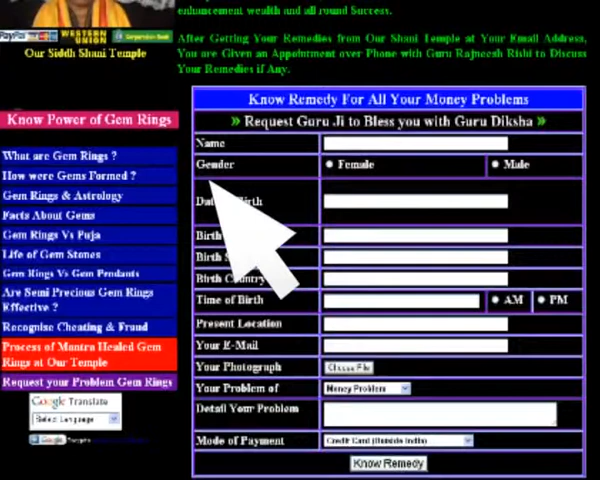 enhancement wealth and all round Success.
After Getting Your Remedies from Our Shani Temple at Your Email Address,
You are Given an Appointment over Phone with Guru Rajneesh Rishi to Discuss
Your Remedies if Any.
PayPal WESTERN UNION
Our Siddh Shani Temple
Know Power of Gem Rings
What are Gem Rings ?
How were Gems Formed ?
Gem Rings & Astrology
Facts About Gems
Gem Rings Vs Puja
Life of Gem Stones
Gem Rings Vs Gem Pendants
Are Semi Precious Gem Rings
Effective ?
Recognise Cheating & Fraud
Process of Mantra Healed Gem
Rings at Our Temple
Request your Problem Gem Rings
Google Translate
Select Language
Google
Know Remedy For All Your Money Problems
» Request Guru Ji to Bless you with Guru Diksha »
Name
Gender Female Male
Birth
Birth
Birth Country
Time of Birth AM PM
Present Location
Your E-Mail
Your Photograph Choose File
Your Problem of Money Problem
Detail Your Problem
Mode of Payment Credit Card (Outside India)
Know Remedy